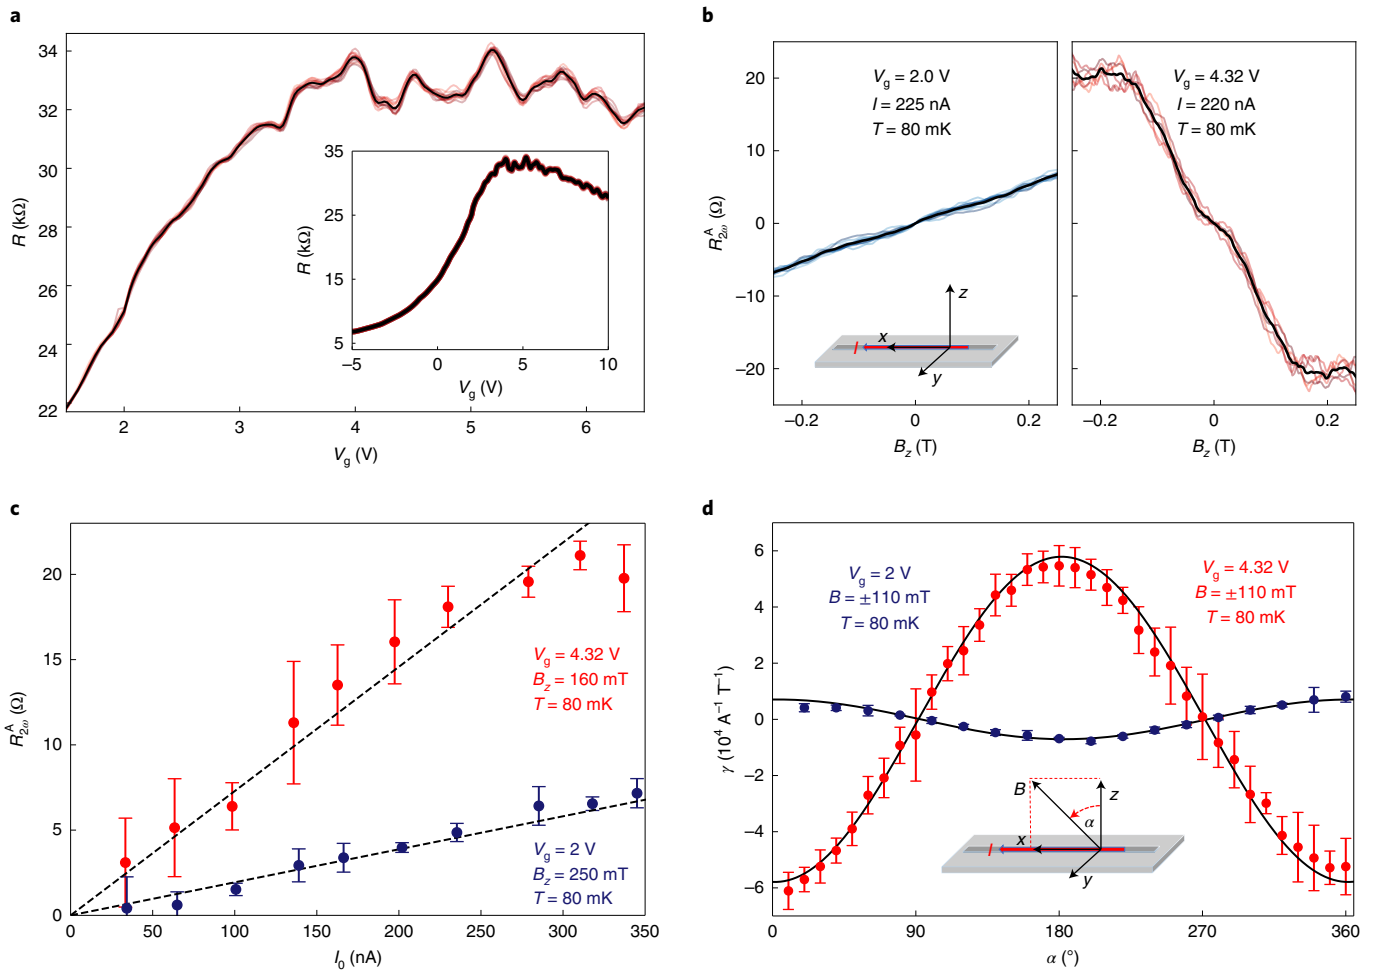 a
34
32
30
28
26
24
22
R (kΩ)
2
3
4
5
6
V_g (V)
35
25
15
5
R (kΩ)
−5
0
5
10
V_g (V)
b
V_g = 2.0 V
I = 225 nA
T = 80 mK
V_g = 4.32 V
I = 220 nA
T = 80 mK
20
10
0
−10
−20
R^A_2ω (Ω)
z
x
I
y
−0.2
0
0.2
B_z (T)
−0.2
0
0.2
B_z (T)
c
20
15
10
5
0
R^A_2ω (Ω)
V_g = 4.32 V
B_z = 160 mT
T = 80 mK
V_g = 2 V
B_z = 250 mT
T = 80 mK
0
50
100
150
200
250
300
350
I_0 (nA)
d
6
4
2
0
−2
−4
−6
γ (10⁴ A⁻¹ T⁻¹)
V_g = 2 V
B = ±110 mT
T = 80 mK
V_g = 4.32 V
B = ±110 mT
T = 80 mK
B
z
α
x
I
y
0
90
180
270
360
α (°)